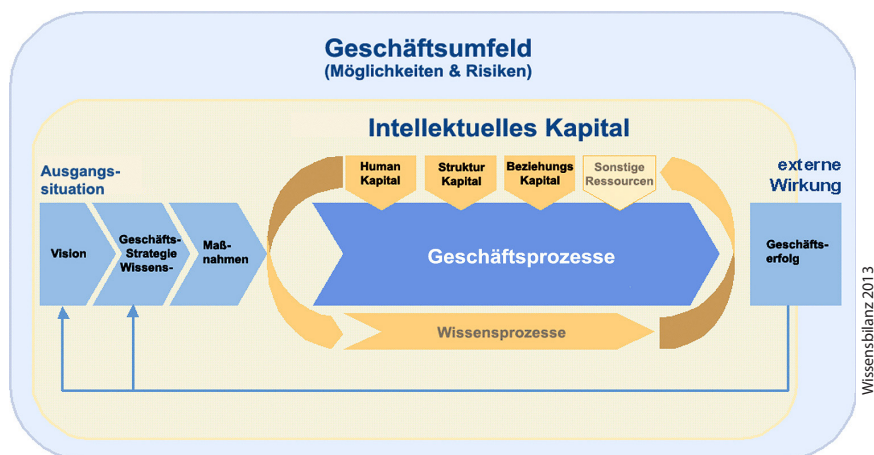 Geschäftsumfeld
(Möglichkeiten & Risiken)
Intellektuelles Kapital
Ausgangs-
situation
Human
Kapital
Struktur
Kapital
Beziehungs
Kapital
Sonstige
Ressourcen
externe
Wirkung
Vision
Geschäfts-
Strategie
Wissens-
Maß-
nahmen
Geschäftsprozesse
Geschäfts-
erfolg
Wissensprozesse
Wissensbilanz 2013